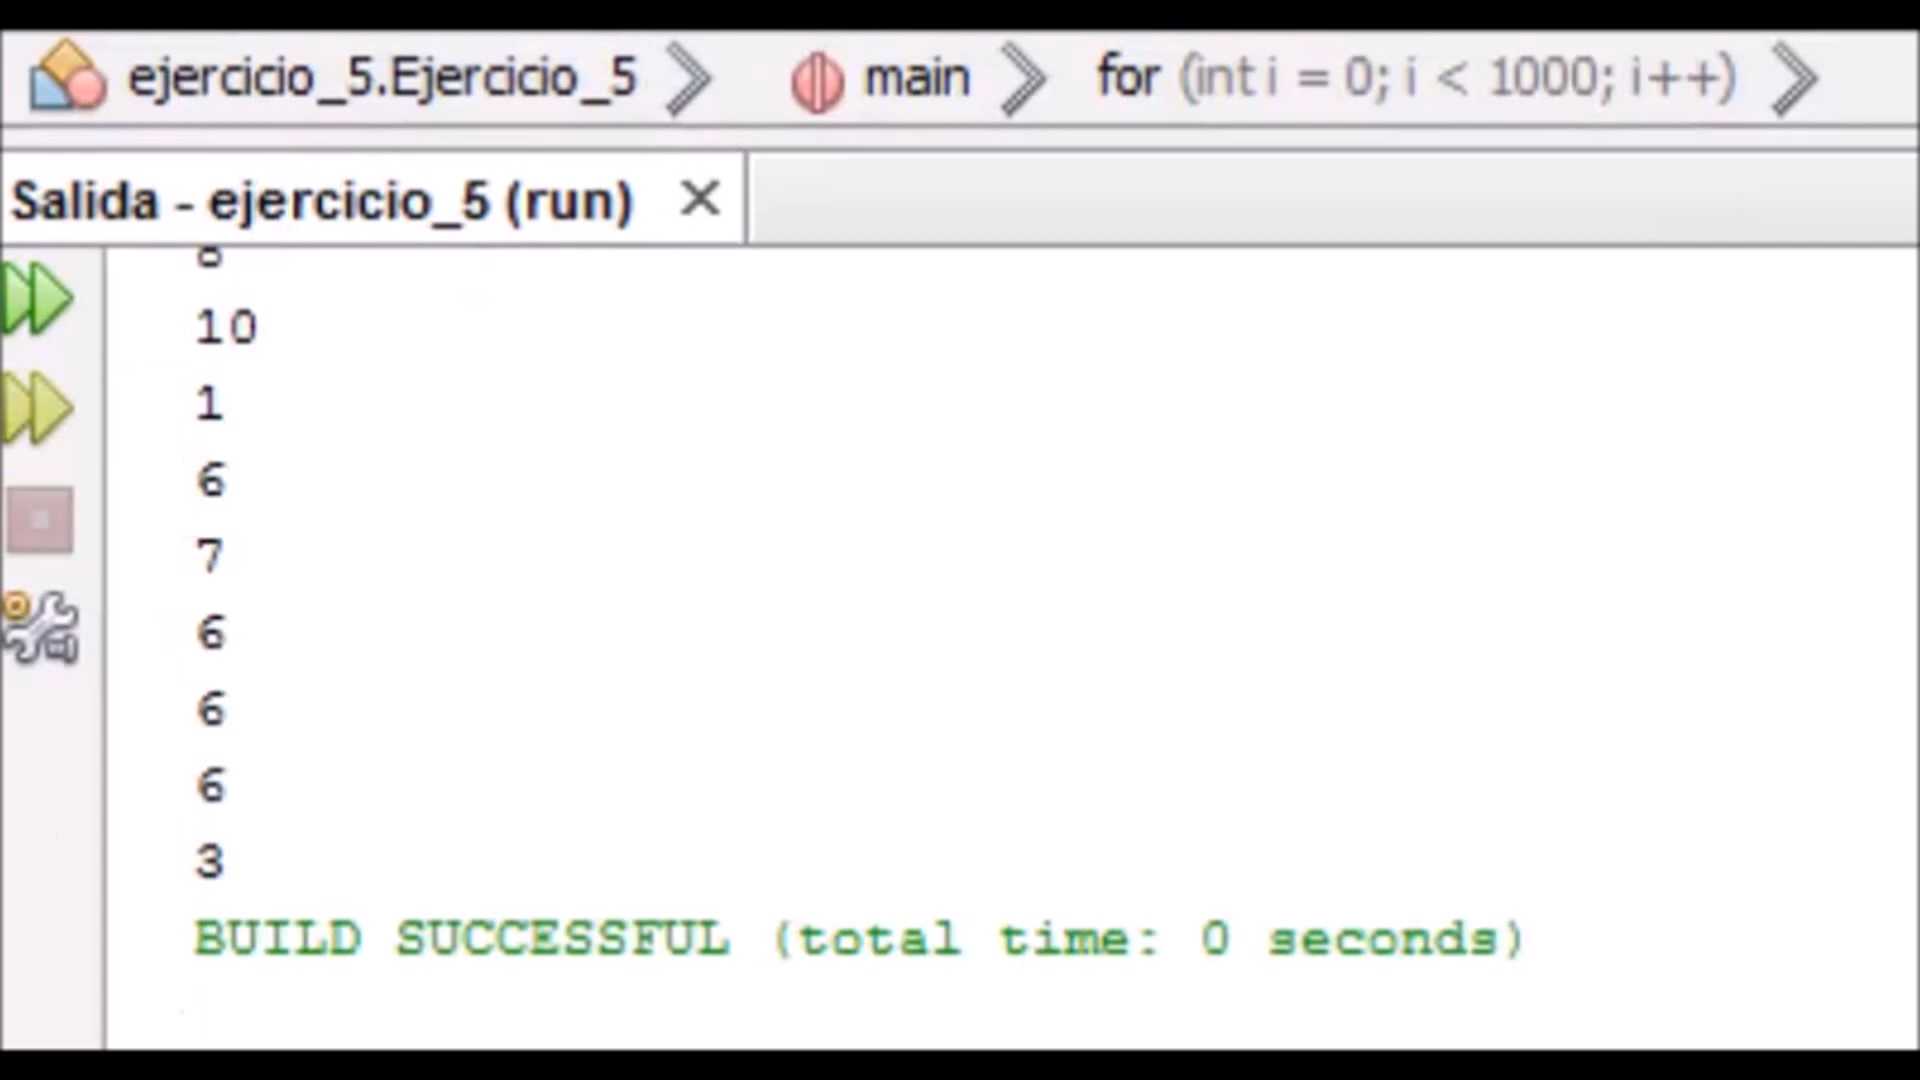 ejercicio_5.Ejercicio_5 main for (int i = 0; i < 1000; i++)
Salida - ejercicio_5 (run)
10
1
6
7
6
6
6
3
BUILD SUCCESSFUL (total time: 0 seconds)